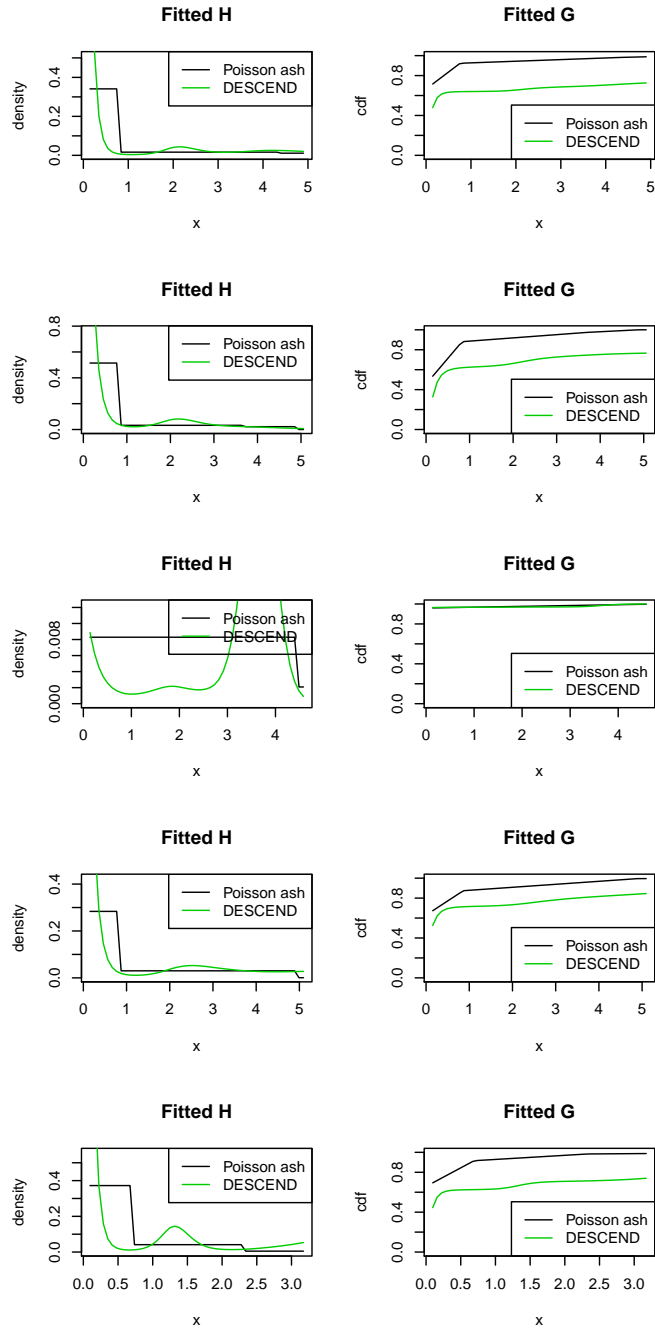 Fitted H
density
0.0 0.2 0.4
Poisson ash
DESCEND
0 1 2 3 4 5
x
Fitted G
cdf
0.0 0.4 0.8
Poisson ash
DESCEND
0 1 2 3 4 5
x
Fitted H
density
0.0 0.4 0.8
Poisson ash
DESCEND
0 1 2 3 4 5
x
Fitted G
cdf
0.0 0.4 0.8
Poisson ash
DESCEND
0 1 2 3 4 5
x
Fitted H
density
0.000 0.008
Poisson ash
DESCEND
0 1 2 3 4
x
Fitted G
cdf
0.0 0.4 0.8
Poisson ash
DESCEND
0 1 2 3 4
x
Fitted H
density
0.0 0.2 0.4
Poisson ash
DESCEND
0 1 2 3 4 5
x
Fitted G
cdf
0.0 0.4 0.8
Poisson ash
DESCEND
0 1 2 3 4 5
x
Fitted H
density
0.0 0.2 0.4
Poisson ash
DESCEND
0.0 0.5 1.0 1.5 2.0 2.5 3.0
x
Fitted G
cdf
0.0 0.4 0.8
Poisson ash
DESCEND
0.0 0.5 1.0 1.5 2.0 2.5 3.0
x